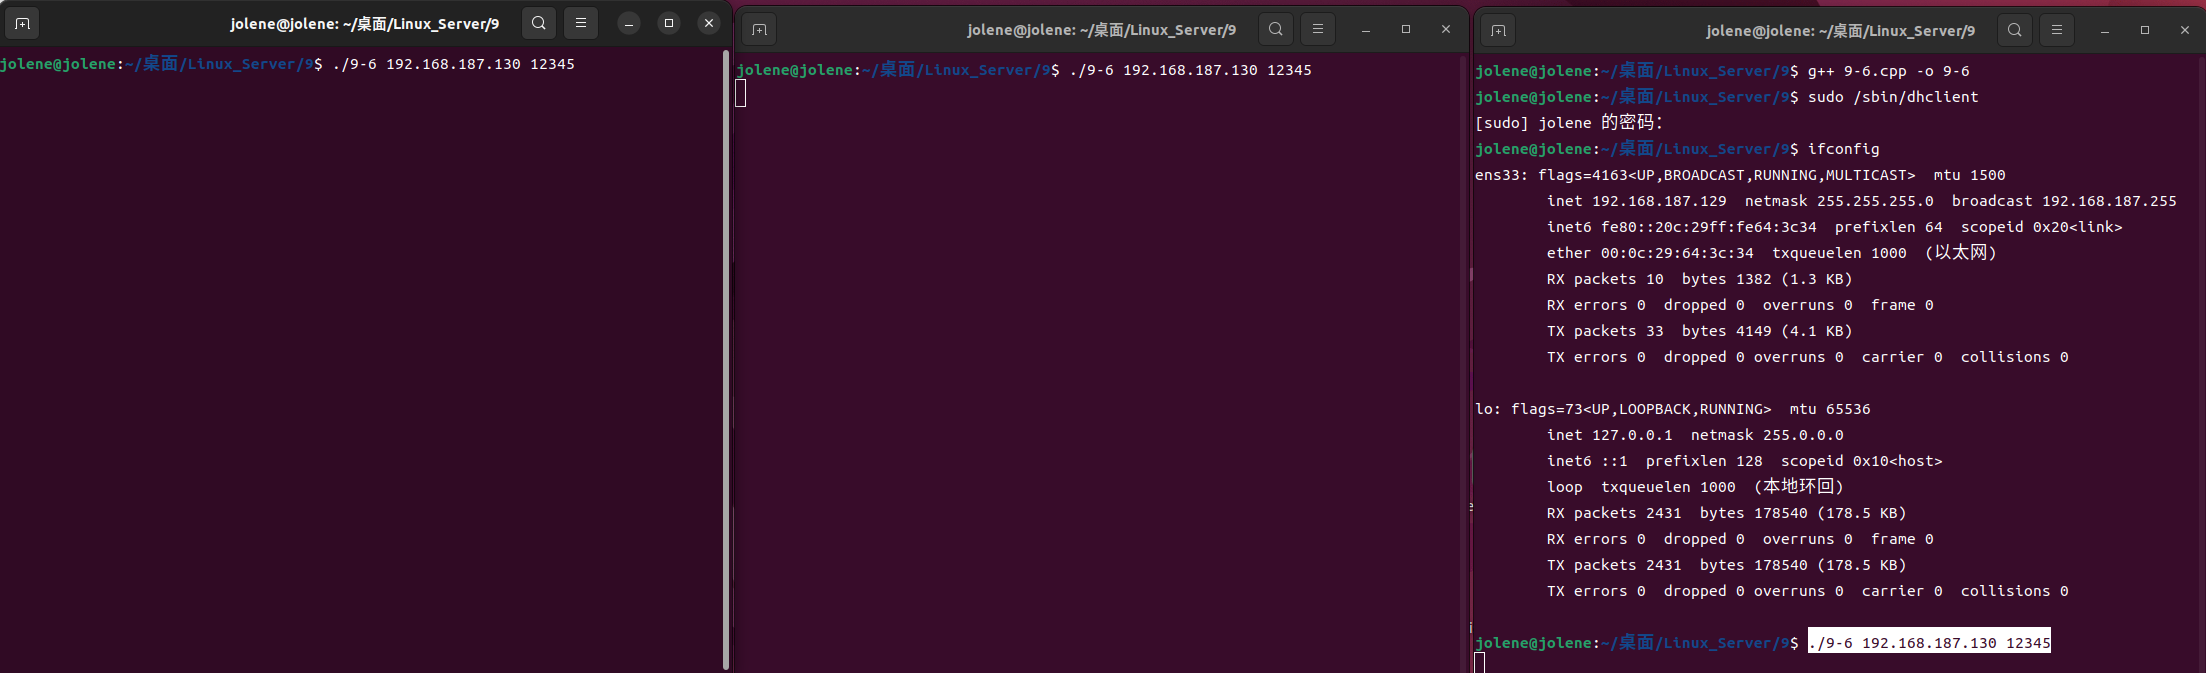 jolene@jolene: ~/桌面/Linux_Server/9
jolene@jolene:~/桌面/Linux_Server/9$ ./9-6 192.168.187.130 12345
jolene@jolene: ~/桌面/Linux_Server/9
jolene@jolene:~/桌面/Linux_Server/9$ ./9-6 192.168.187.130 12345
jolene@jolene: ~/桌面/Linux_Server/9
jolene@jolene:~/桌面/Linux_Server/9$ g++ 9-6.cpp -o 9-6
jolene@jolene:~/桌面/Linux_Server/9$ sudo /sbin/dhclient
[sudo] jolene 的密码：
jolene@jolene:~/桌面/Linux_Server/9$ ifconfig
ens33: flags=4163<UP,BROADCAST,RUNNING,MULTICAST>  mtu 1500
        inet 192.168.187.129  netmask 255.255.255.0  broadcast 192.168.187.255
        inet6 fe80::20c:29ff:fe64:3c34  prefixlen 64  scopeid 0x20<link>
        ether 00:0c:29:64:3c:34  txqueuelen 1000  (以太网)
        RX packets 10  bytes 1382 (1.3 KB)
        RX errors 0  dropped 0  overruns 0  frame 0
        TX packets 33  bytes 4149 (4.1 KB)
        TX errors 0  dropped 0 overruns 0  carrier 0  collisions 0
lo: flags=73<UP,LOOPBACK,RUNNING>  mtu 65536
        inet 127.0.0.1  netmask 255.0.0.0
        inet6 ::1  prefixlen 128  scopeid 0x10<host>
        loop  txqueuelen 1000  (本地环回)
        RX packets 2431  bytes 178540 (178.5 KB)
        RX errors 0  dropped 0  overruns 0  frame 0
        TX packets 2431  bytes 178540 (178.5 KB)
        TX errors 0  dropped 0 overruns 0  carrier 0  collisions 0
jolene@jolene:~/桌面/Linux_Server/9$ ./9-6 192.168.187.130 12345